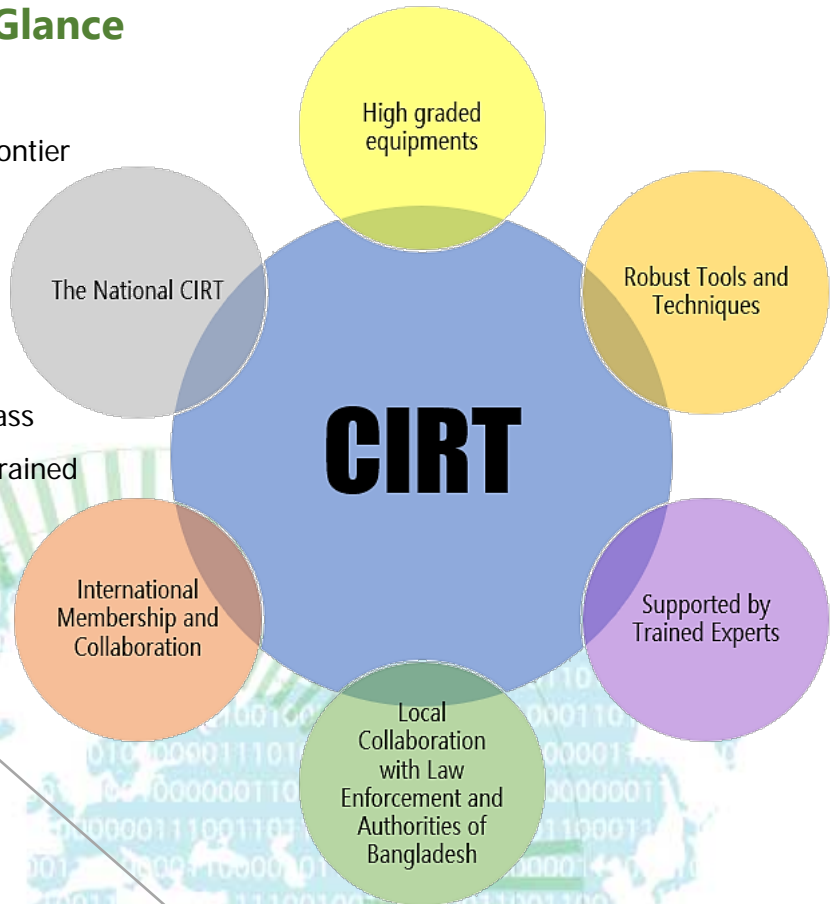 Glance
ontier
ass
rained
High graded
equipments
The National CIRT
Robust Tools and
Techniques
CIRT
International
Membership and
Collaboration
Supported by
Trained Experts
Local
Collaboration
with Law
Enforcement and
Authorities of
Bangladesh